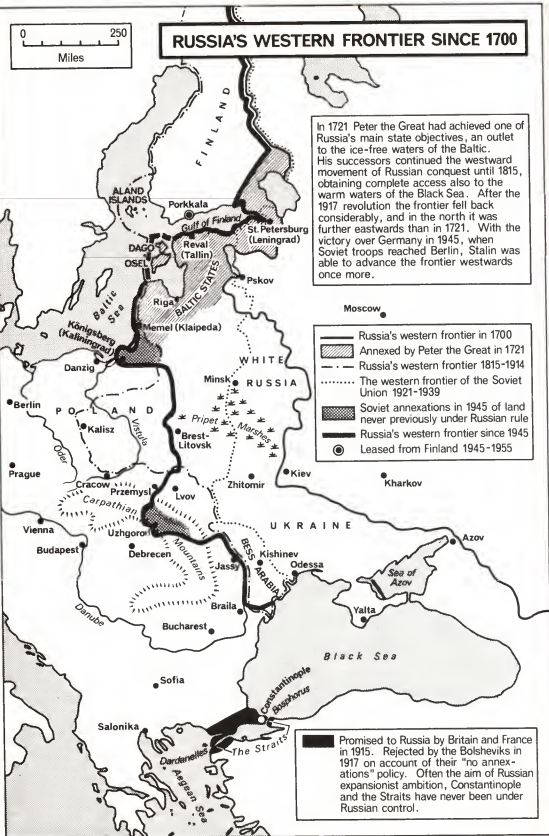 0 250
Miles
RUSSIA'S WESTERN FRONTIER SINCE 1700
In 1721 Peter the Great had achieved one of
Russia's main state objectives, an outlet
to the ice-free waters of the Baltic.
His successors continued the westward
movement of Russian conquest until 1815,
obtaining complete access also to the
warm waters of the Black Sea. After the
1917 revolution the frontier fell back
considerably, and in the north it was
further eastwards than in 1721. With the
victory over Germany in 1945, when
Soviet troops reached Berlin, Stalin was
able to advance the frontier westwards
once more.
FINLAND
ALAND
ISLANDS
Porkkala
Gulf of Finland
St. Petersburg
(Leningrad)
DAGO
OSEL
Reval
(Tallin)
Pskov
BALTIC STATES
Riga
Baltic
Sea
Memel (Klaipeda)
Königsberg
(Kaliningrad)
Danzig
Moscow
WHITE
RUSSIA
Minsk
Berlin
POLAND
Kalisz
Vistula
Pripet Marshes
Brest-
Litovsk
Oder
Prague
Cracow
Przemysl
Lvov
Zhitomir
Kiev
Kharkov
Russia's western frontier in 1700
Annexed by Peter the Great in 1721
Russia's western frontier 1815-1914
The western frontier of the Soviet
Union 1921-1939
Soviet annexations in 1945 of land
never previously under Russian rule
Russia's western frontier since 1945
Leased from Finland 1945-1955
Carpathian
Mountains
Vienna
Uzhgorod
UKRAINE
Budapest
Debrecen
Jassy
Kishinev
BESSARABIA
Odessa
Azov
Sea of
Azov
Danube
Braila
Yalta
Bucharest
Black Sea
Sofia
Constantinople
Bosphorus
Salonika
Dardanelles
The Straits
Aegean Sea
Promised to Russia by Britain and France
in 1915. Rejected by the Bolsheviks in
1917 on account of their "no annex-
ations" policy. Often the aim of Russian
expansionist ambition, Constantinople
and the Straits have never been under
Russian control.